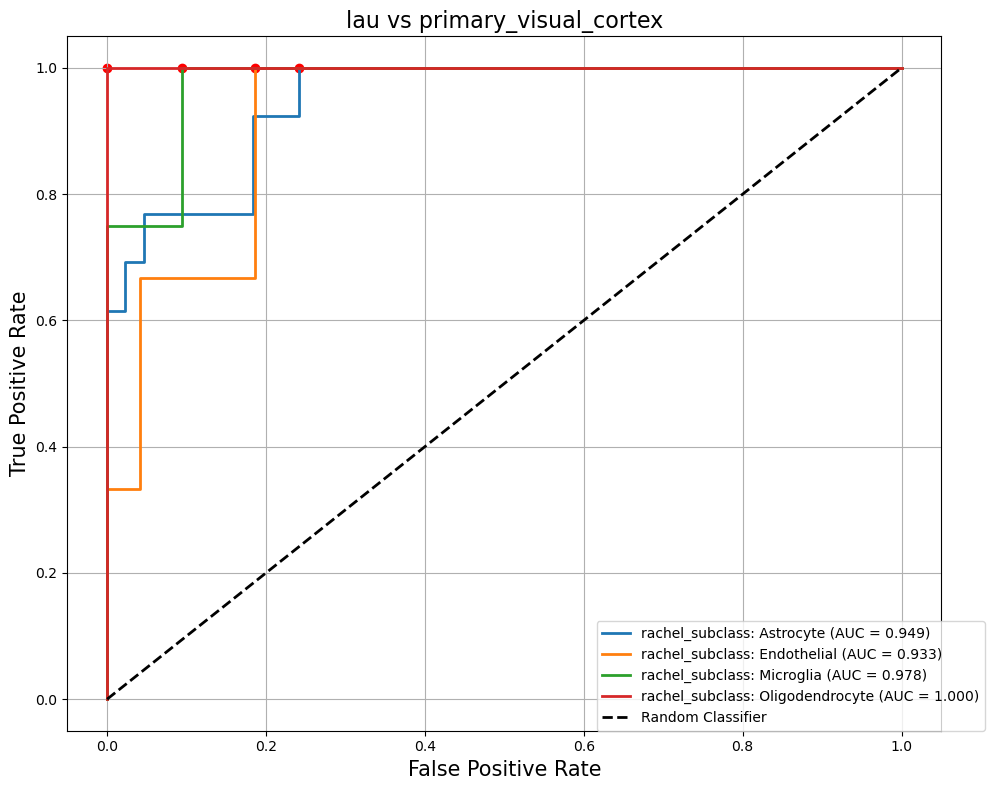 lau vs primary_visual_cortex
True Positive Rate
1.0
0.8
0.6
0.4
0.2
0.0
rachel_subclass: Astrocyte (AUC = 0.949)
rachel_subclass: Endothelial (AUC = 0.933)
rachel_subclass: Microglia (AUC = 0.978)
rachel_subclass: Oligodendrocyte (AUC = 1.000)
Random Classifier
0.0 0.2 0.4 0.6 0.8 1.0
False Positive Rate